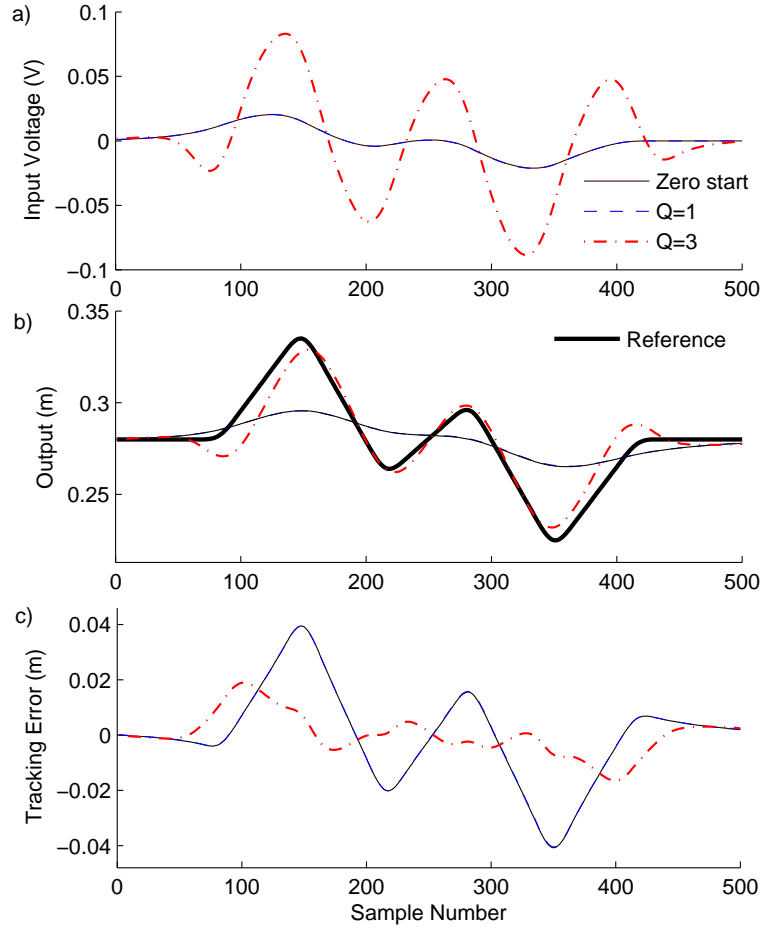 a)
Input Voltage (V)
0.1
0.05
0
−0.05
−0.1
Zero start
Q=1
Q=3
0 100 200 300 400 500
b)
Output (m)
0.35
0.3
0.25
Reference
0 100 200 300 400 500
c)
Tracking Error (m)
0.04
0.02
0
−0.02
−0.04
0 100 200 300 400 500
Sample Number